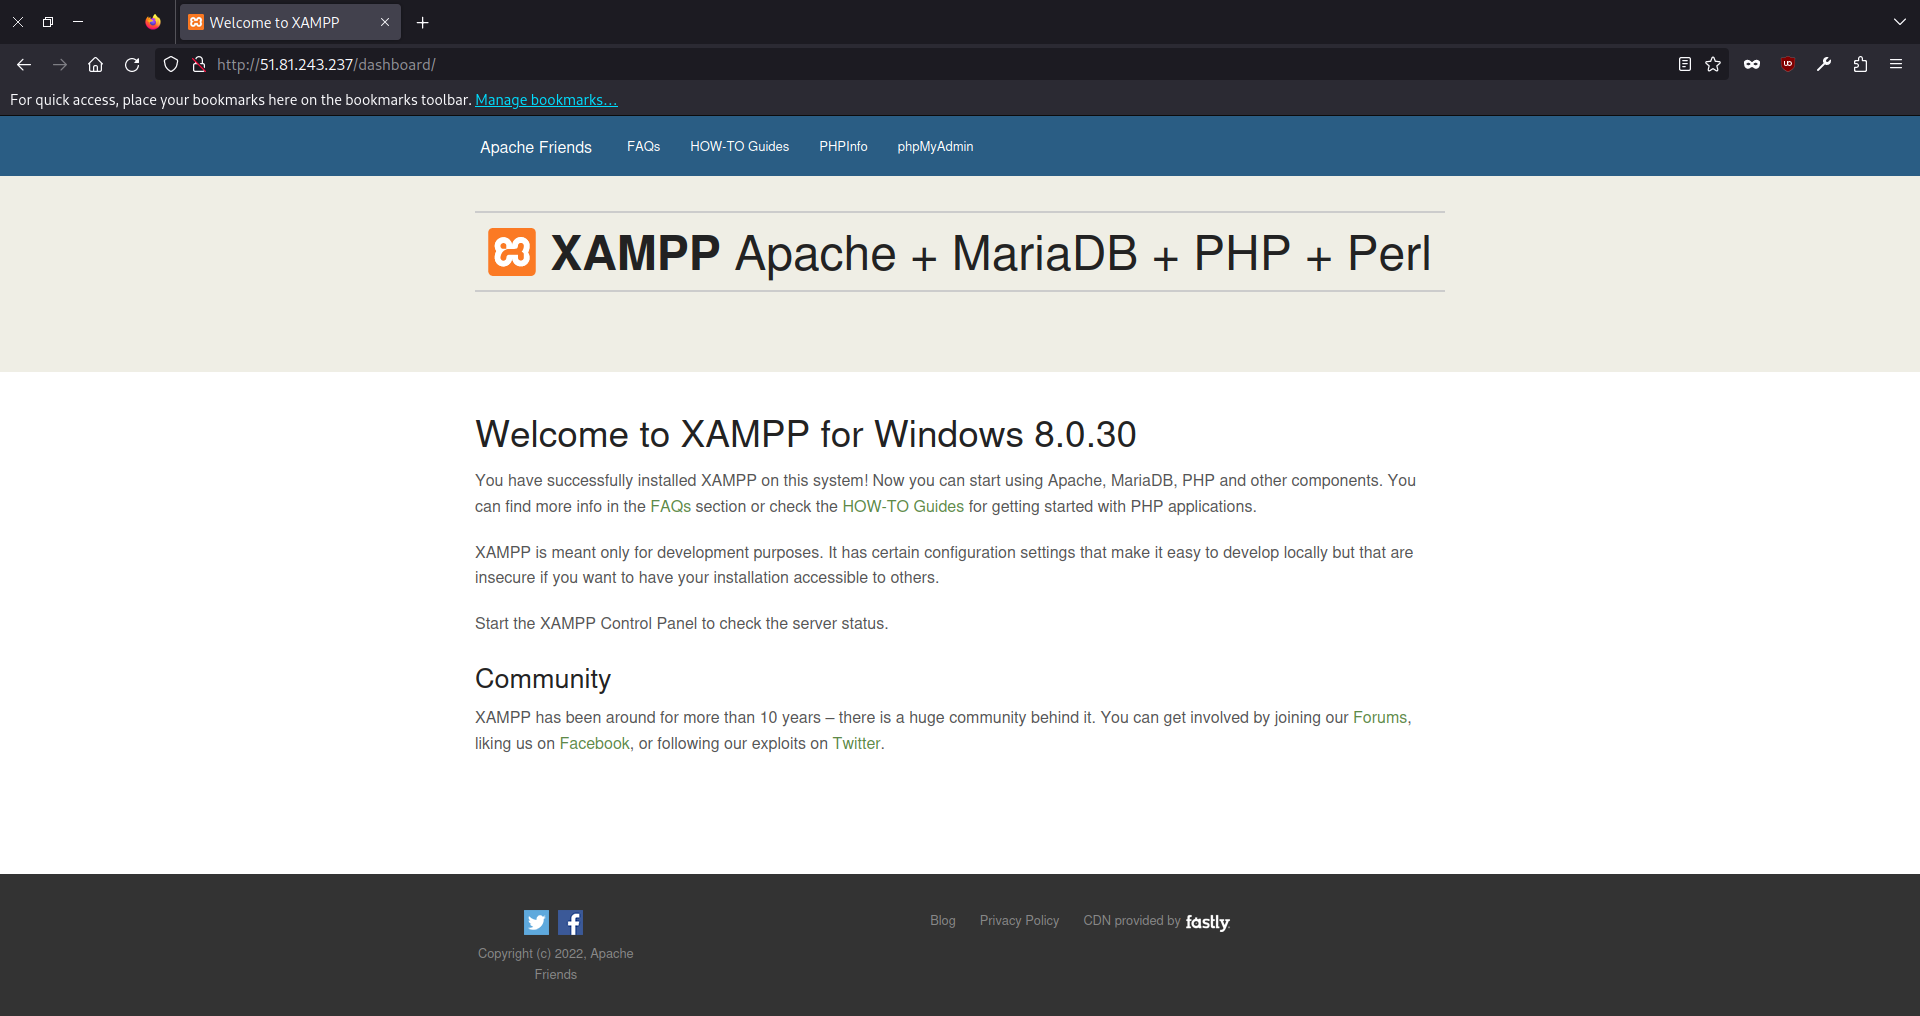 Welcome to XAMPP
http://51.81.243.237/dashboard/
For quick access, place your bookmarks here on the bookmarks toolbar. Manage bookmarks…
Apache Friends FAQs HOW-TO Guides PHPInfo phpMyAdmin
XAMPP Apache + MariaDB + PHP + Perl
Welcome to XAMPP for Windows 8.0.30
You have successfully installed XAMPP on this system! Now you can start using Apache, MariaDB, PHP and other components. You
can find more info in the FAQs section or check the HOW-TO Guides for getting started with PHP applications.
XAMPP is meant only for development purposes. It has certain configuration settings that make it easy to develop locally but that are
insecure if you want to have your installation accessible to others.
Start the XAMPP Control Panel to check the server status.
Community
XAMPP has been around for more than 10 years – there is a huge community behind it. You can get involved by joining our Forums,
liking us on Facebook, or following our exploits on Twitter.
Blog Privacy Policy CDN provided by fastly
Copyright (c) 2022, Apache
Friends